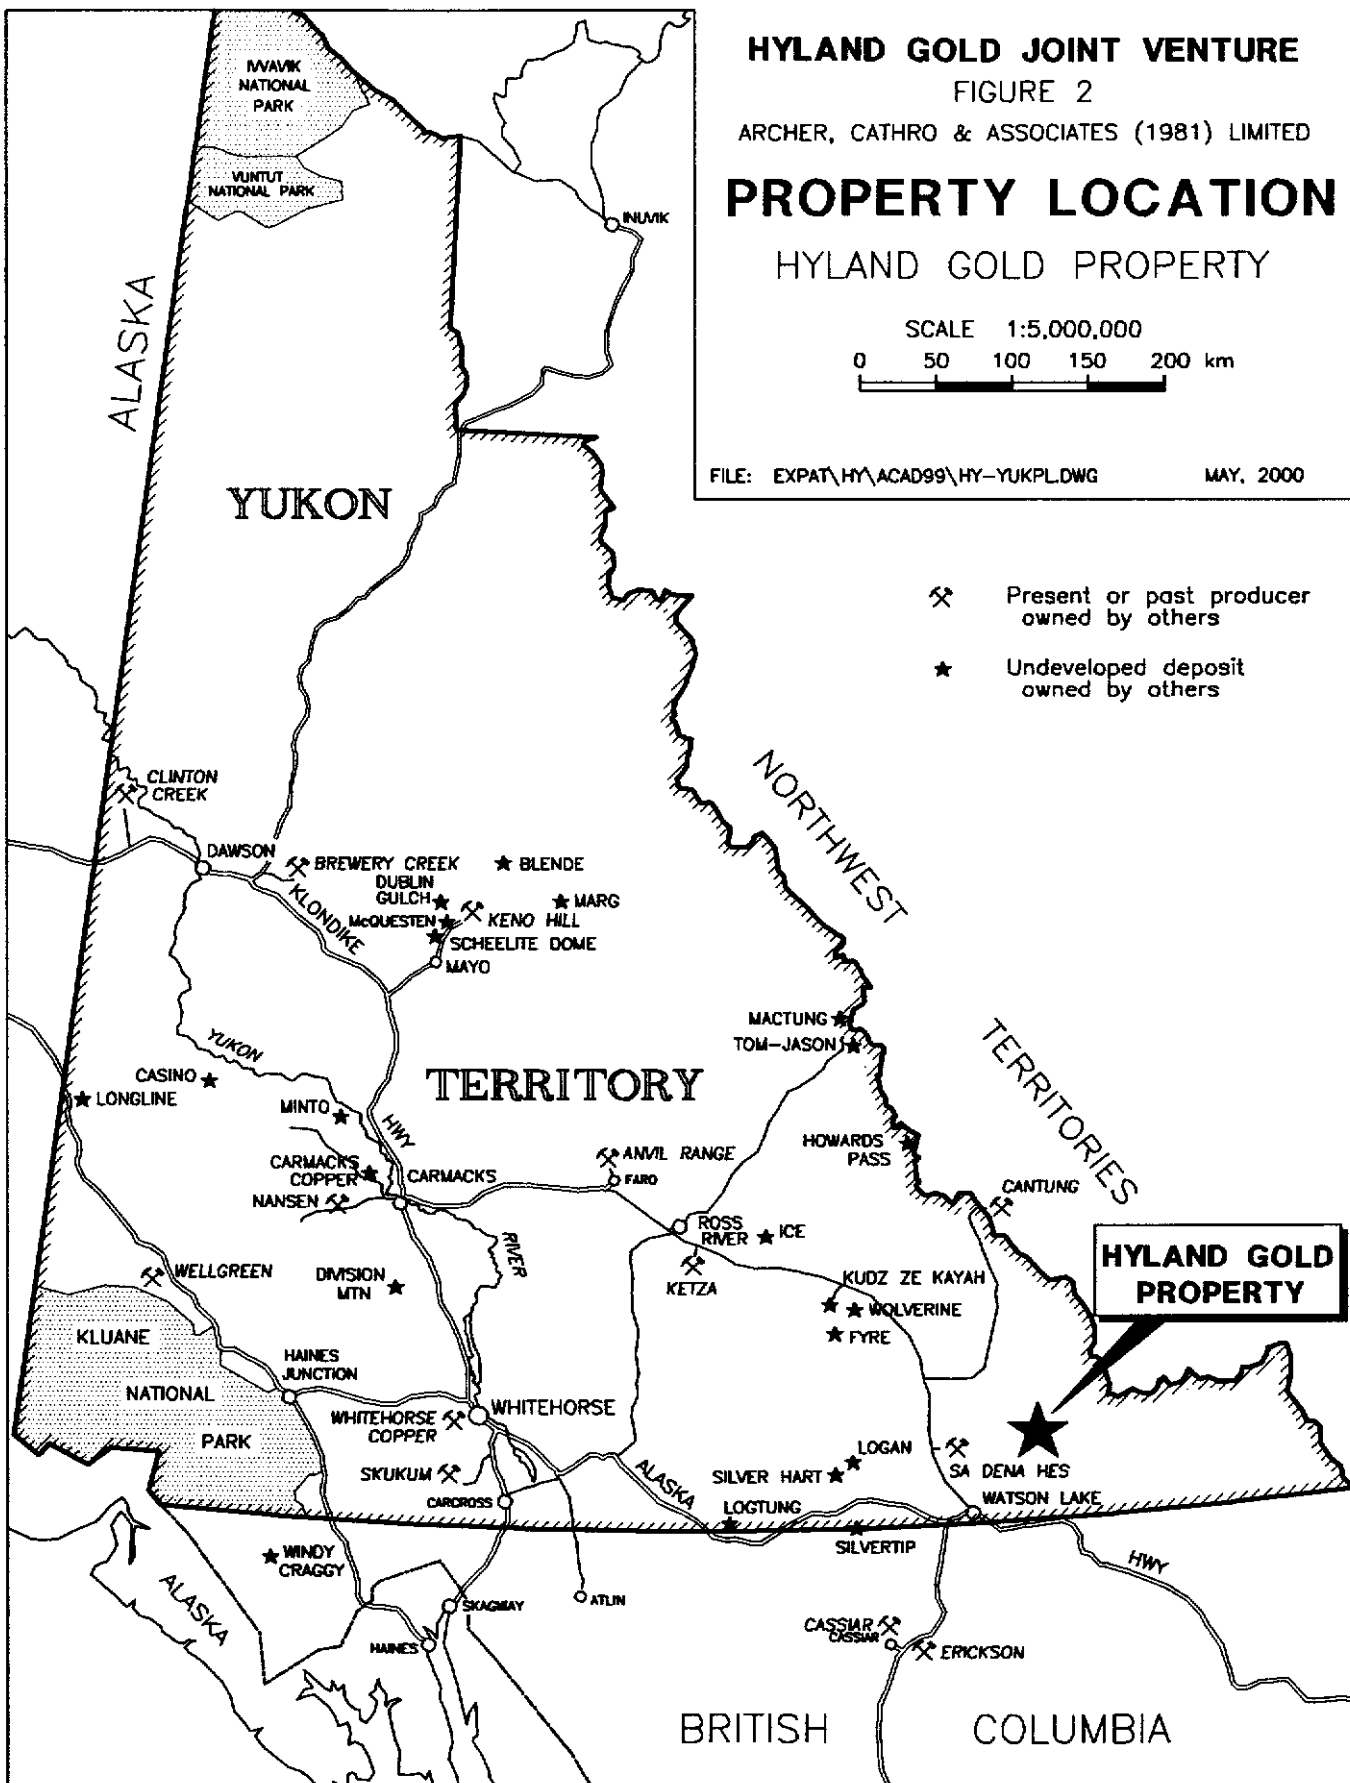 HYLAND GOLD JOINT VENTURE
FIGURE 2
ARCHER, CATHRO & ASSOCIATES (1981) LIMITED
PROPERTY LOCATION
HYLAND GOLD PROPERTY
SCALE 1:5,000,000
0 50 100 150 200 km
FILE: EXPAT\HY\ACAD99\HY-YUKPL.DWG MAY, 2000
Present or past producer
owned by others
Undeveloped deposit
owned by others
IVVAVIK
NATIONAL
PARK
VUNTUT
NATIONAL PARK
INUVIK
ALASKA
YUKON
NORTHWEST
CLINTON
CREEK
DAWSON
BREWERY CREEK
BLENDE
DUBLIN
GULCH
MARG
KLONDIKE
McQUESTEN
KENO HILL
SCHEELITE DOME
MAYO
MACTUNG
TOM-JASON
TERRITORIES
YUKON
CASINO
LONGLINE
TERRITORY
MINTO
HWY
ANVIL RANGE
HOWARDS
PASS
CARMACKS
COPPER
CARMACKS
FARO
CANTUNG
NANSEN
ROSS
RIVER
ICE
RIVER
HYLAND GOLD
PROPERTY
WELLGREEN
DIVISION
MTN
KETZA
KUDZ ZE KAYAH
WOLVERINE
FYRE
KLUANE
NATIONAL
PARK
HAINES
JUNCTION
WHITEHORSE
WHITEHORSE
COPPER
SKUKUM
CARCROSS
ALASKA
LOGAN
SILVER HART
SA DENA HES
LOGTUNG
WATSON LAKE
SILVERTIP
WINDY
CRAGGY
HWY
ALASKA
SKAGWAY
ATLIN
HAINES
CASSIAR
CASSIAR
ERICKSON
BRITISH COLUMBIA